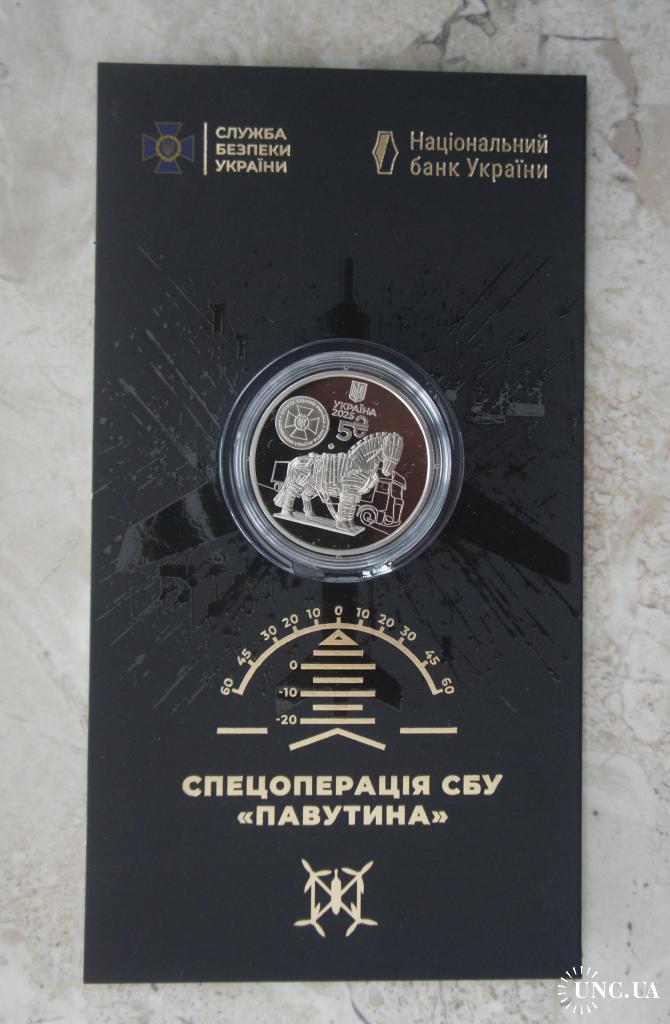 СЛУЖБА
БЕЗПЕКИ
УКРАЇНИ
Національний
банк України
УКРАЇНА
2025
5₴
60 45 30 20 10 0 10 20 30 45 60
0
-10
-20
СПЕЦОПЕРАЦІЯ СБУ
«ПАВУТИНА»
UNC.UA